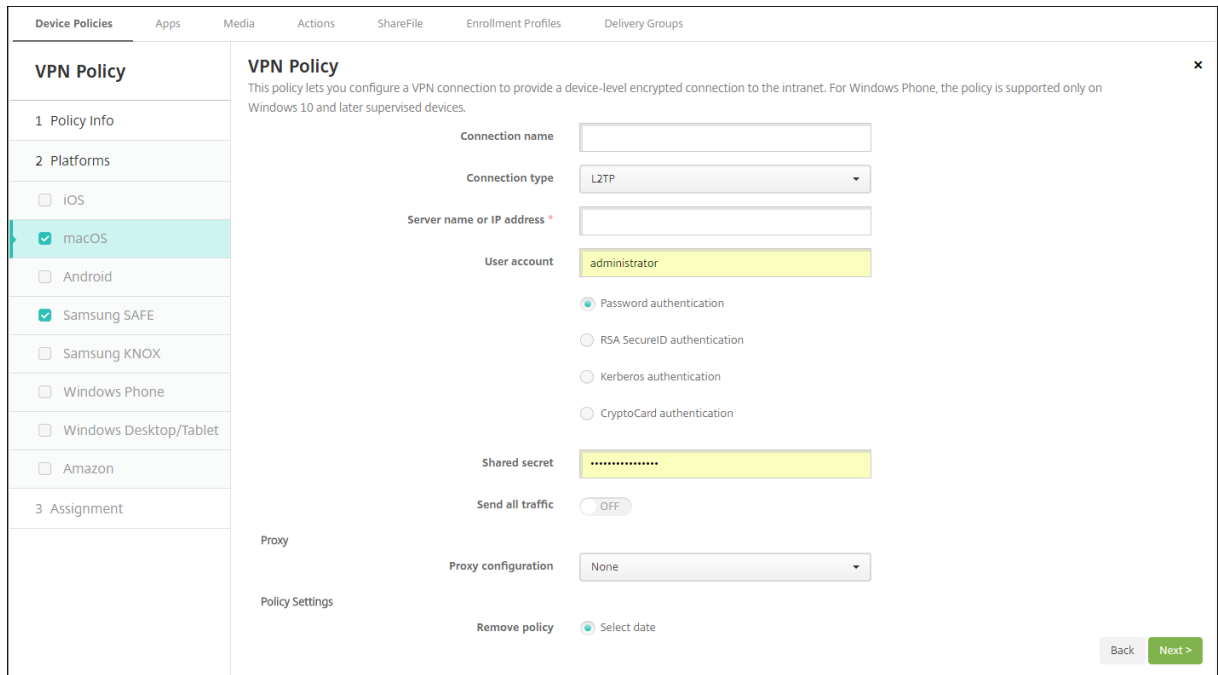 Device Policies Apps Media Actions ShareFile Enrollment Profiles Delivery Groups
VPN Policy
1 Policy Info
2 Platforms
iOS
macOS
Android
Samsung SAFE
Samsung KNOX
Windows Phone
Windows Desktop/Tablet
Amazon
3 Assignment
VPN Policy
×
This policy lets you configure a VPN connection to provide a device-level encrypted connection to the intranet. For Windows Phone, the policy is supported only on
Windows 10 and later supervised devices.
Connection name
Connection type L2TP
Server name or IP address *
User account administrator
Password authentication
RSA SecureID authentication
Kerberos authentication
CryptoCard authentication
Shared secret ••••••••••••••••
Send all traffic OFF
Proxy
Proxy configuration None
Policy Settings
Remove policy Select date
Back Next >